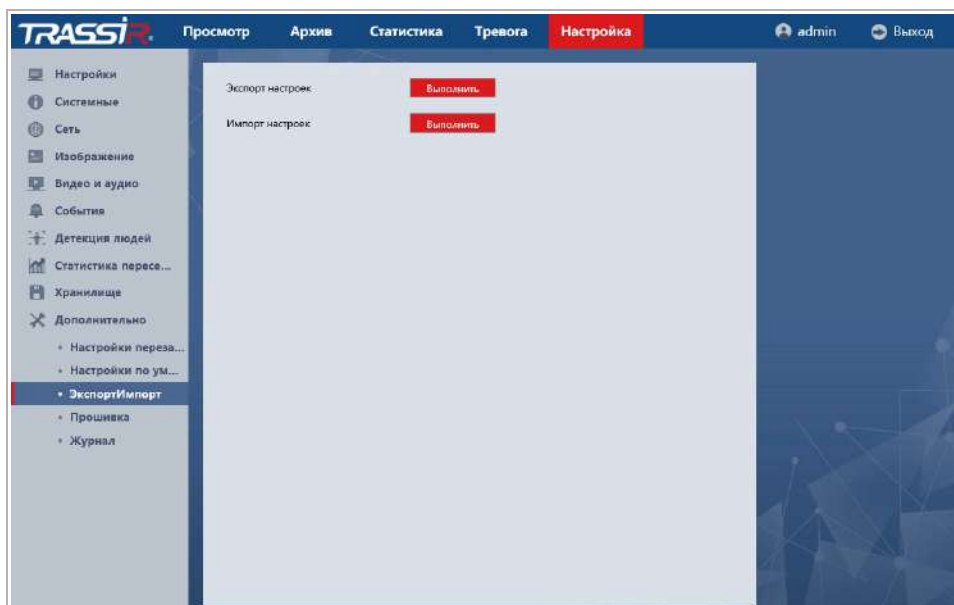 TRASSIR Просмотр Архив Статистика Тревога Настройка admin Выход
Настройки
Системные
Сеть
Изображение
Видео и аудио
События
Детекция людей
Статистика пересе...
Хранилище
Дополнительно
Настройки переза...
Настройки по ум...
ЭкспортИмпорт
Прошивка
Журнал
Экспорт настроек Выполнить
Импорт настроек Выполнить